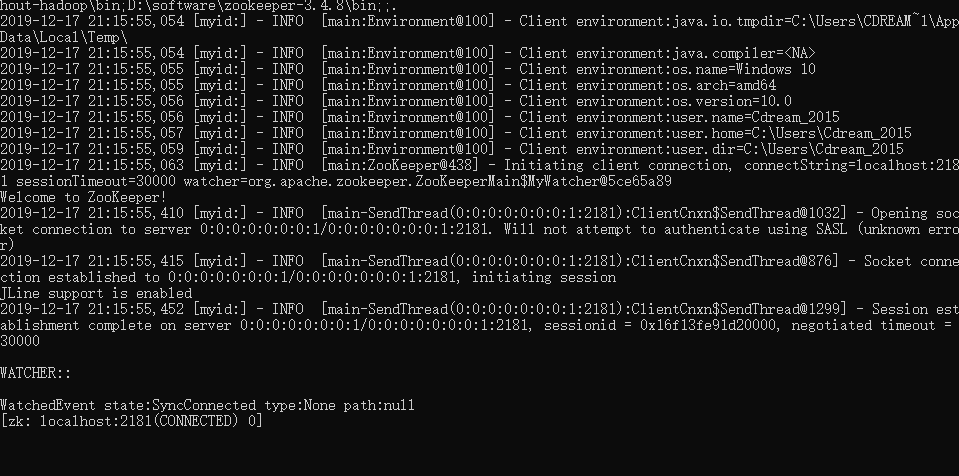 hout-hadoop\bin;D:\software\zookeeper-3.4.8\bin;;.
2019-12-17 21:15:55,054 [myid:] - INFO  [main:Environment@100] - Client environment:java.io.tmpdir=C:\Users\CDREAM~1\App
Data\Local\Temp\
2019-12-17 21:15:55,054 [myid:] - INFO  [main:Environment@100] - Client environment:java.compiler=<NA>
2019-12-17 21:15:55,055 [myid:] - INFO  [main:Environment@100] - Client environment:os.name=Windows 10
2019-12-17 21:15:55,055 [myid:] - INFO  [main:Environment@100] - Client environment:os.arch=amd64
2019-12-17 21:15:55,056 [myid:] - INFO  [main:Environment@100] - Client environment:os.version=10.0
2019-12-17 21:15:55,056 [myid:] - INFO  [main:Environment@100] - Client environment:user.name=Cdream_2015
2019-12-17 21:15:55,057 [myid:] - INFO  [main:Environment@100] - Client environment:user.home=C:\Users\Cdream_2015
2019-12-17 21:15:55,059 [myid:] - INFO  [main:Environment@100] - Client environment:user.dir=C:\Users\Cdream_2015
2019-12-17 21:15:55,063 [myid:] - INFO  [main:ZooKeeper@438] - Initiating client connection, connectString=localhost:218
1 sessionTimeout=30000 watcher=org.apache.zookeeper.ZooKeeperMain$MyWatcher@5ce65a89
Welcome to ZooKeeper!
2019-12-17 21:15:55,410 [myid:] - INFO  [main-SendThread(0:0:0:0:0:0:0:1:2181):ClientCnxn$SendThread@1032] - Opening soc
ket connection to server 0:0:0:0:0:0:0:1/0:0:0:0:0:0:0:1:2181. Will not attempt to authenticate using SASL (unknown erro
r)
2019-12-17 21:15:55,415 [myid:] - INFO  [main-SendThread(0:0:0:0:0:0:0:1:2181):ClientCnxn$SendThread@876] - Socket conne
ction established to 0:0:0:0:0:0:0:1/0:0:0:0:0:0:0:1:2181, initiating session
JLine support is enabled
2019-12-17 21:15:55,452 [myid:] - INFO  [main-SendThread(0:0:0:0:0:0:0:1:2181):ClientCnxn$SendThread@1299] - Session est
ablishment complete on server 0:0:0:0:0:0:0:1/0:0:0:0:0:0:0:1:2181, sessionid = 0x16f13fe91d20000, negotiated timeout =
30000
WATCHER::
WatchedEvent state:SyncConnected type:None path:null
[zk: localhost:2181(CONNECTED) 0]